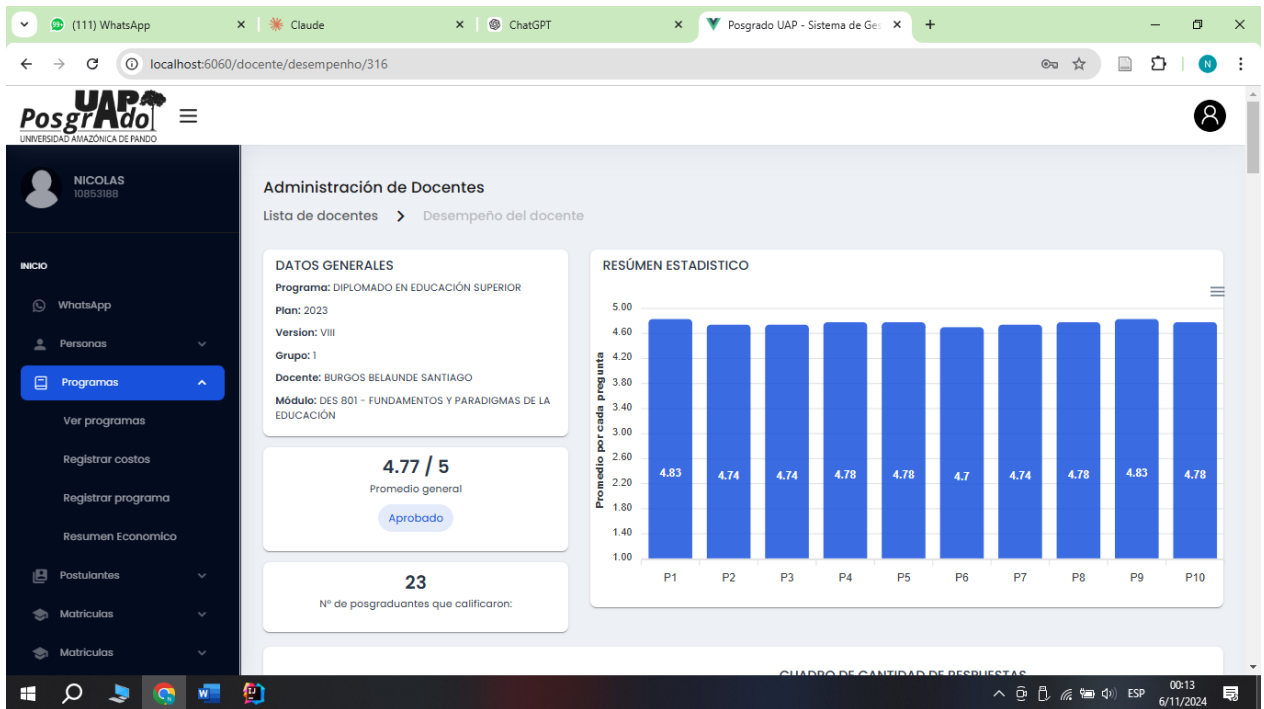 (111) WhatsApp
Claude
ChatGPT
Posgrado UAP - Sistema de Ges
localhost:6060/docente/desempenho/316
N
UAP
PosgrAdo
UNIVERSIDAD AMAZÓNICA DE PANDO
NICOLAS
10853188
INICIO
WhatsApp
Personas
Programas
Ver programas
Registrar costos
Registrar programa
Resumen Economico
Postulantes
Matriculas
Matriculas
Administración de Docentes
Lista de docentes
Desempeño del docente
DATOS GENERALES
Programa: DIPLOMADO EN EDUCACIÓN SUPERIOR
Plan: 2023
Version: VIII
Grupo: 1
Docente: BURGOS BELAUNDE SANTIAGO
Módulo: DES 801 - FUNDAMENTOS Y PARADIGMAS DE LA
EDUCACIÓN
4.77 / 5
Promedio general
Aprobado
23
N° de posgraduantes que calificaron:
RESÚMEN ESTADISTICO
Promedio por cada pregunta
5.00
4.60
4.20
3.80
3.40
3.00
2.60
2.20
1.80
1.40
1.00
4.83 4.74 4.74 4.78 4.78 4.7 4.74 4.78 4.83 4.78
P1 P2 P3 P4 P5 P6 P7 P8 P9 P10
CUADRO DE CANTIDAD DE RESPUESTAS
ESP
00:13
6/11/2024